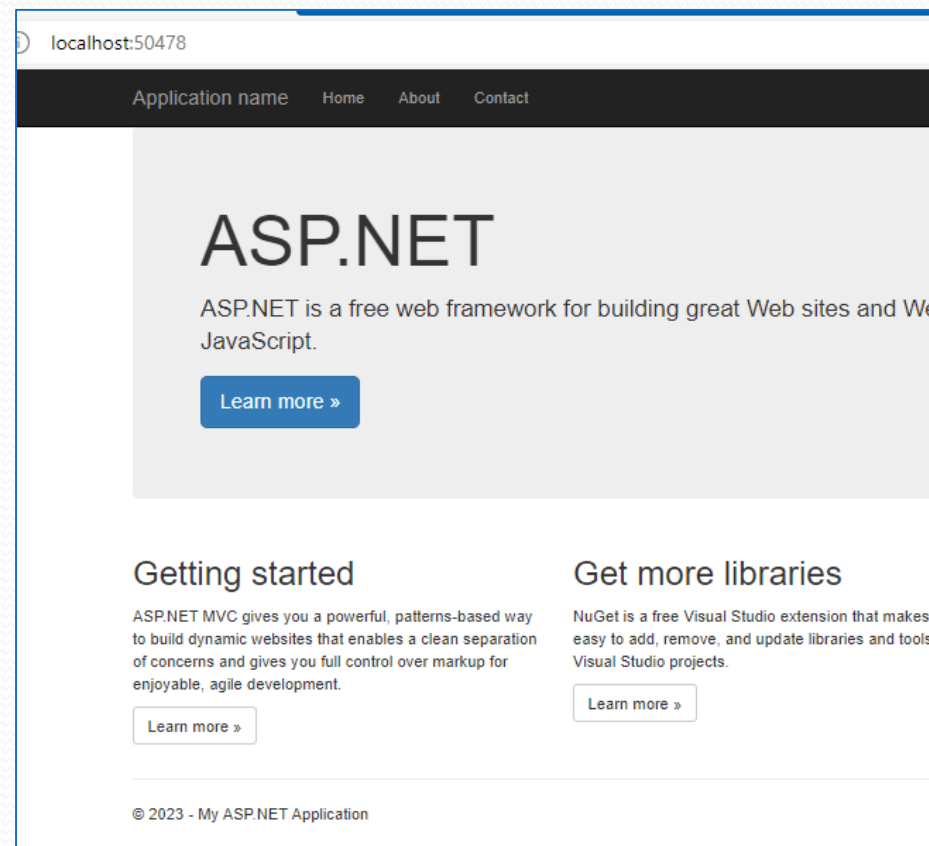 localhost:50478
Application name Home About Contact
ASP.NET
ASP.NET is a free web framework for building great Web sites and
JavaScript.
Learn more »
Getting started
ASP.NET MVC gives you a powerful, patterns-based way
to build dynamic websites that enables a clean separation
of concerns and gives you full control over markup for
enjoyable, agile development.
Learn more »
Get more libraries
NuGet is a free Visual Studio extension that makes
easy to add, remove, and update libraries and tools
Visual Studio projects.
Learn more »
© 2023 - My ASP.NET Application